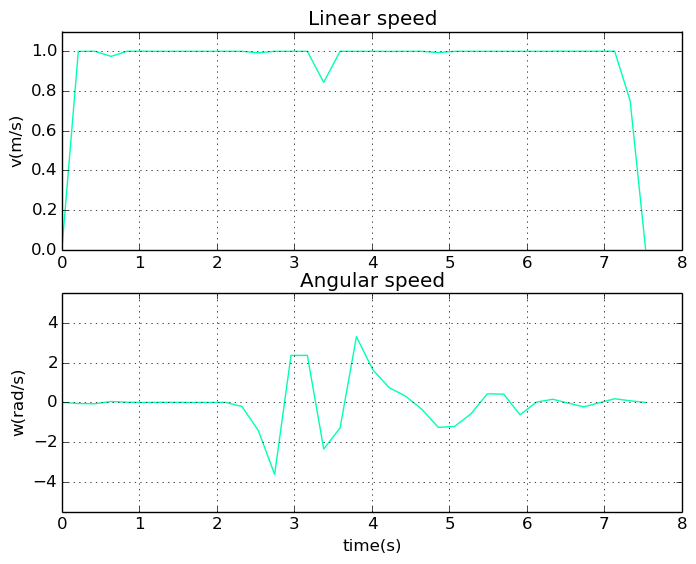 Linear speed
v(m/s)
1.0
0.8
0.6
0.4
0.2
0.0
0 1 2 3 4 5 6 7 8
Angular speed
w(rad/s)
4
2
0
−2
−4
0 1 2 3 4 5 6 7 8
time(s)